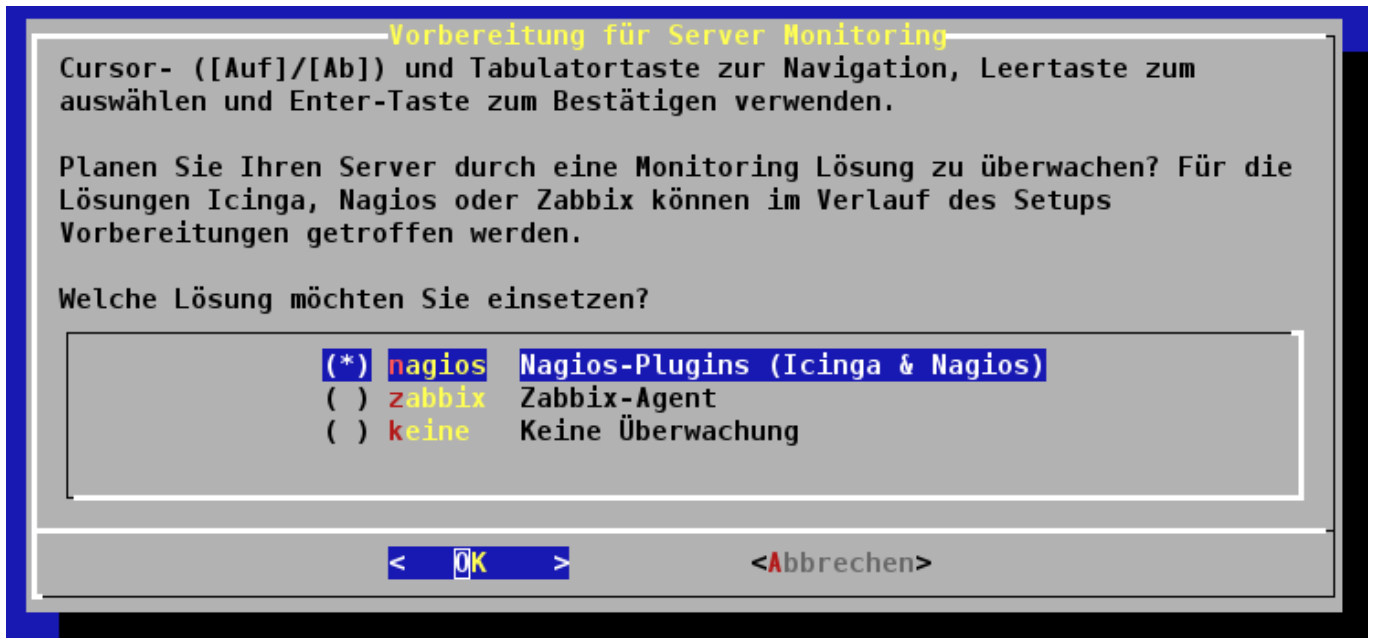 Vorbereitung für Server Monitoring
Cursor- ([Auf]/[Ab]) und Tabulatortaste zur Navigation, Leertaste zum
auswählen und Enter-Taste zum Bestätigen verwenden.
Planen Sie Ihren Server durch eine Monitoring Lösung zu überwachen? Für die
Lösungen Icinga, Nagios oder Zabbix können im Verlauf des Setups
Vorbereitungen getroffen werden.
Welche Lösung möchten Sie einsetzen?
(*) nagios Nagios-Plugins (Icinga & Nagios)
( ) zabbix Zabbix-Agent
( ) keine Keine Überwachung
< OK > <Abbrechen>